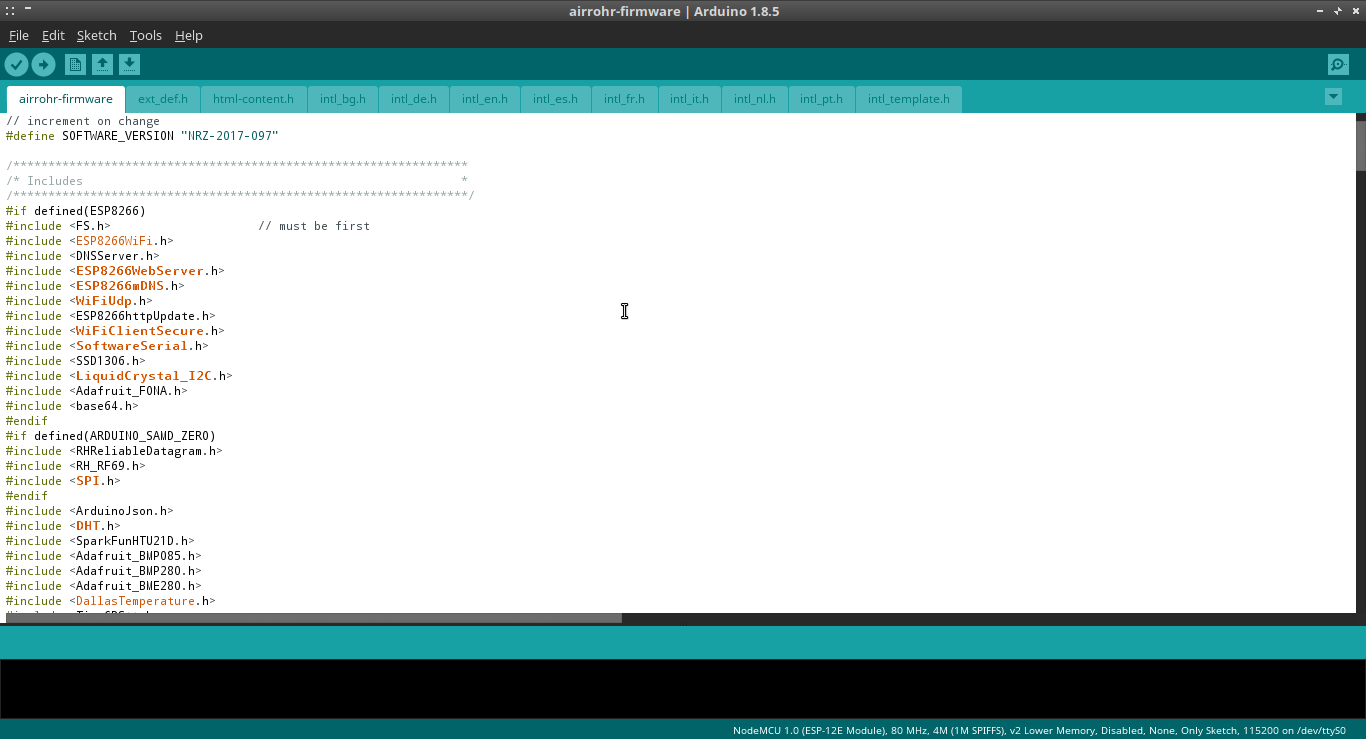 airrohr-firmware | Arduino 1.8.5
File Edit Sketch Tools Help
airrohr-firmware ext_def.h html-content.h intl_bg.h intl_de.h intl_en.h intl_es.h intl_fr.h intl_it.h intl_nl.h intl_pt.h intl_template.h
// increment on change
#define SOFTWARE_VERSION "NRZ-2017-097"
/*****************************************************************
/* Includes                                                      *
/*****************************************************************/
#if defined(ESP8266)
#include <FS.h>                     // must be first
#include <ESP8266WiFi.h>
#include <DNSServer.h>
#include <ESP8266WebServer.h>
#include <ESP8266mDNS.h>
#include <WiFiUdp.h>
#include <ESP8266httpUpdate.h>
#include <WiFiClientSecure.h>
#include <SoftwareSerial.h>
#include <SSD1306.h>
#include <LiquidCrystal_I2C.h>
#include <Adafruit_FONA.h>
#include <base64.h>
#endif
#if defined(ARDUINO_SAMD_ZERO)
#include <RHReliableDatagram.h>
#include <RH_RF69.h>
#include <SPI.h>
#endif
#include <ArduinoJson.h>
#include <DHT.h>
#include <SparkFunHTU21D.h>
#include <Adafruit_BMP085.h>
#include <Adafruit_BMP280.h>
#include <Adafruit_BME280.h>
#include <DallasTemperature.h>
NodeMCU 1.0 (ESP-12E Module), 80 MHz, 4M (1M SPIFFS), v2 Lower Memory, Disabled, None, Only Sketch, 115200 on /dev/ttyS0